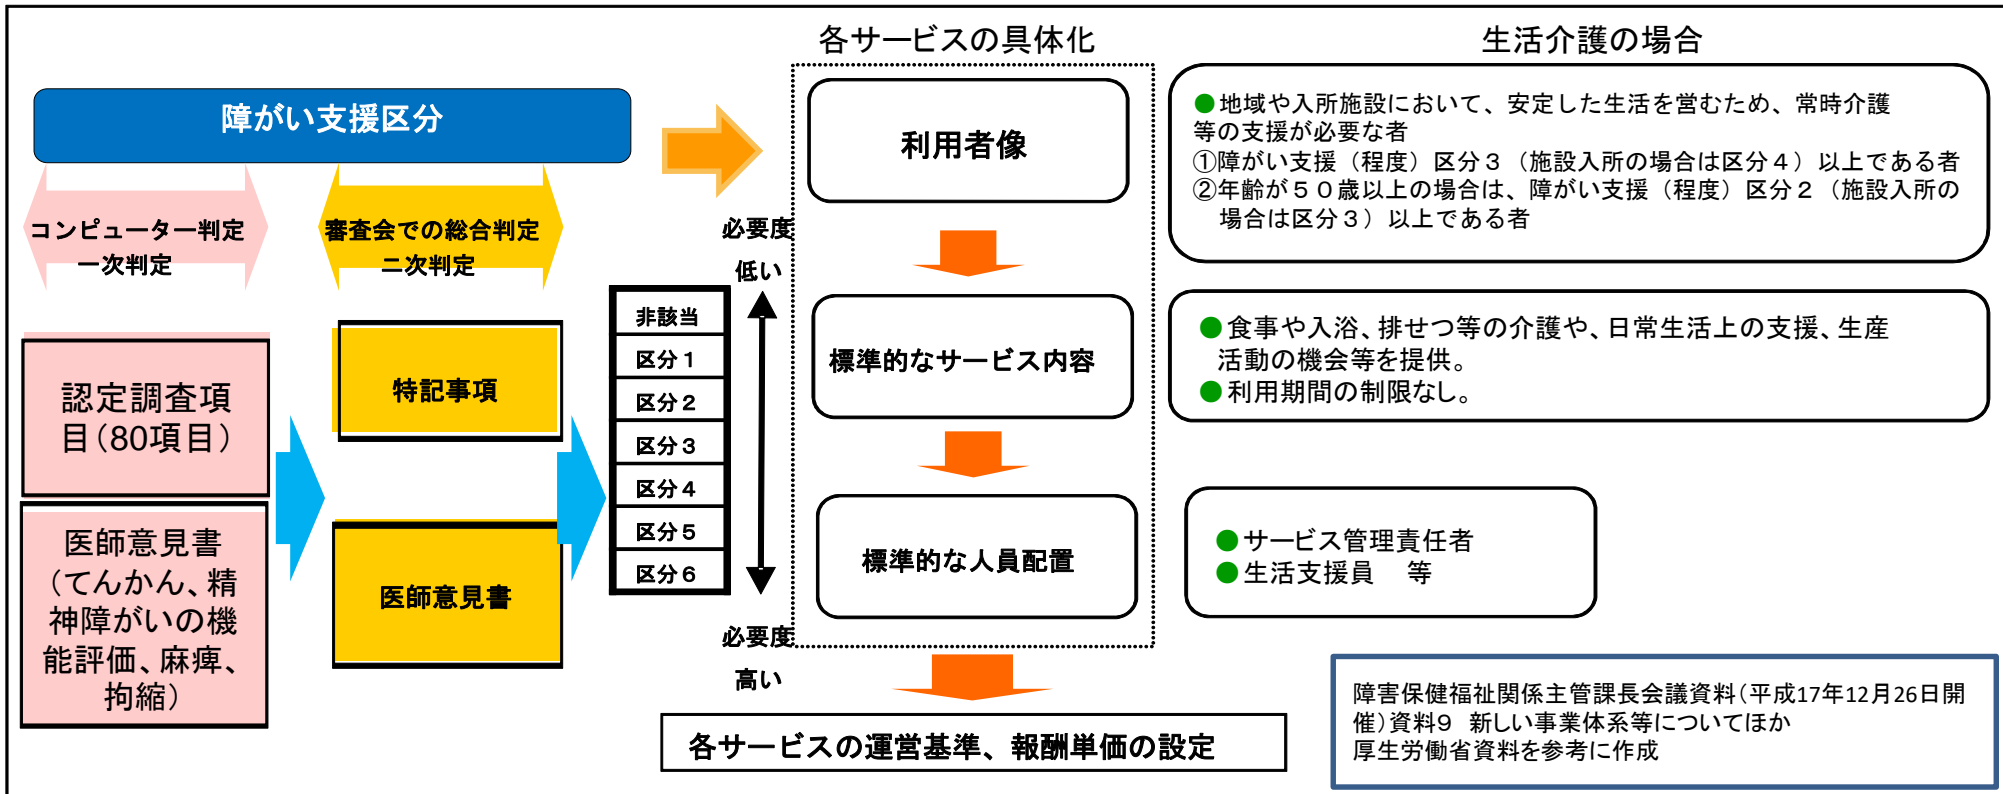 各サービスの具体化
生活介護の場合
障がい支援区分
コンピューター判定
一次判定
審査会での総合判定
二次判定
認定調査項
目（80項目）
医師意見書
（てんかん、精
神障がいの機
能評価、麻痺、
拘縮）
特記事項
医師意見書
非該当
区分１
区分２
区分３
区分４
区分５
区分６
必要度
低い
必要度
高い
利用者像
標準的なサービス内容
標準的な人員配置
各サービスの運営基準、報酬単価の設定
●地域や入所施設において、安定した生活を営むため、常時介護
等の支援が必要な者
①障がい支援（程度）区分３（施設入所の場合は区分４）以上である者
②年齢が５０歳以上の場合は、障がい支援（程度）区分２（施設入所の
場合は区分３）以上である者
●食事や入浴、排せつ等の介護や、日常生活上の支援、生産
活動の機会等を提供。
●利用期間の制限なし。
●サービス管理責任者
●生活支援員　等
障害保健福祉関係主管課長会議資料（平成17年12月26日開
催）資料９　新しい事業体系等についてほか
厚生労働省資料を参考に作成